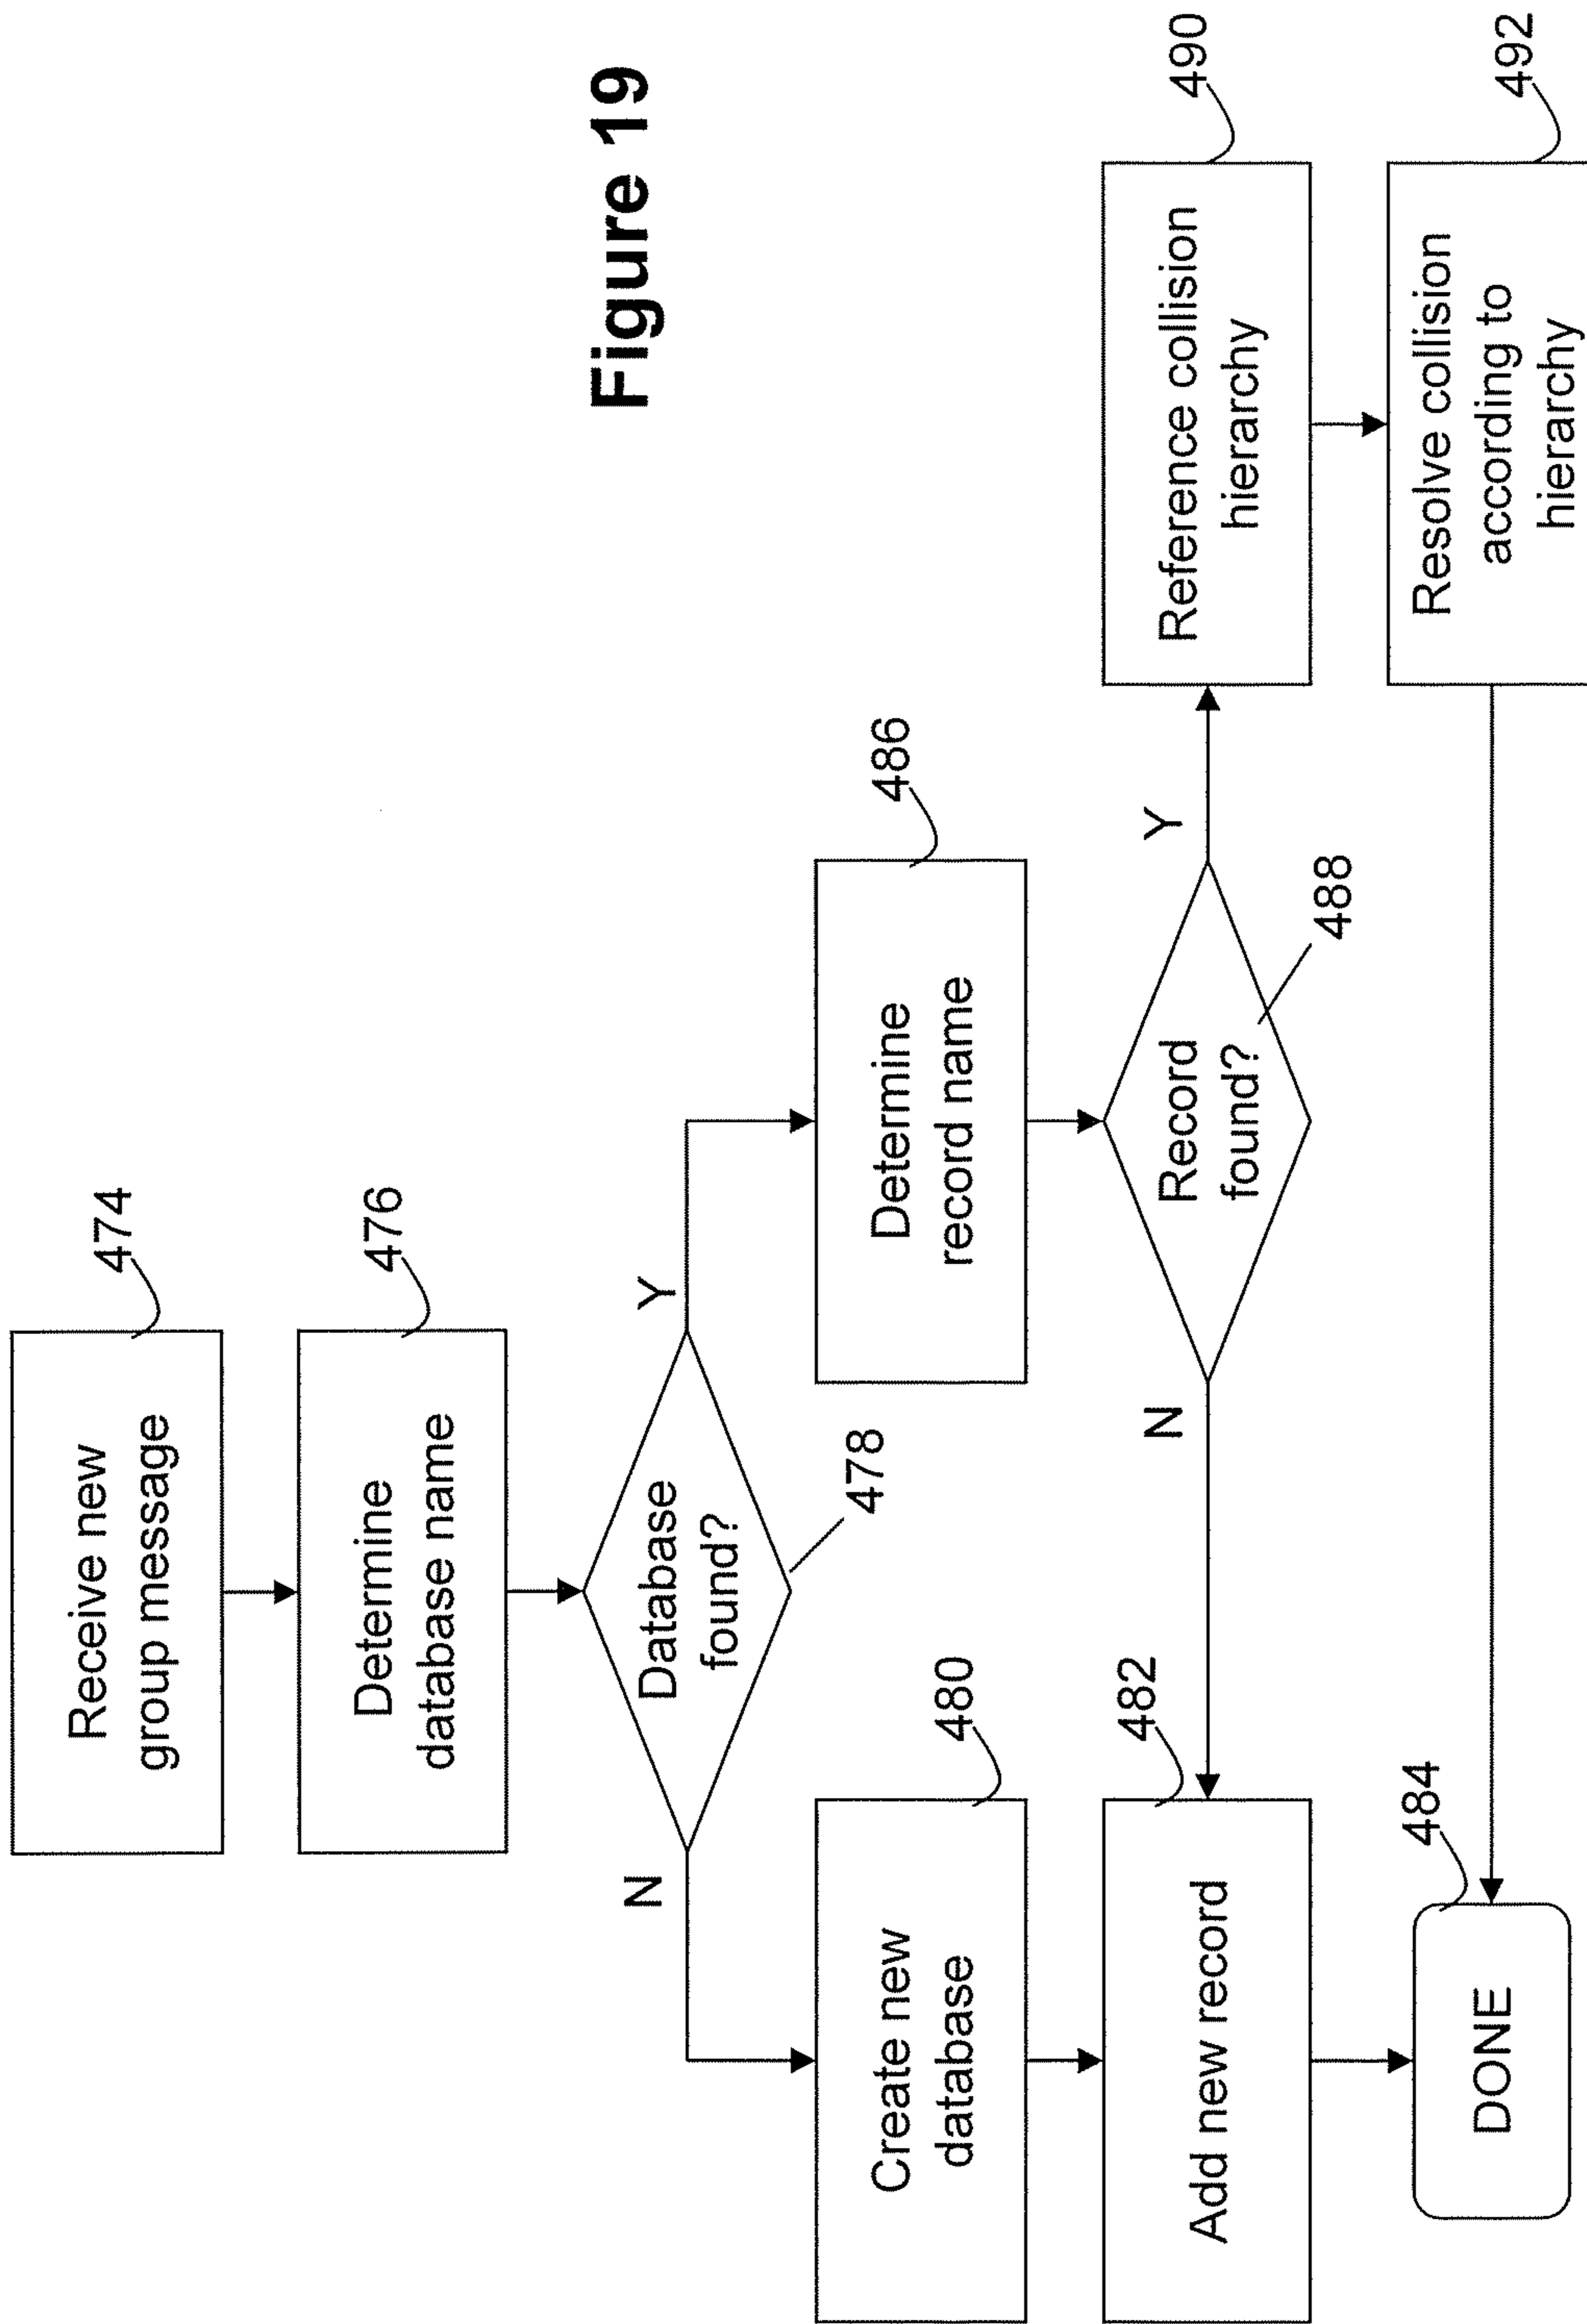 Figure 19
Receive new
group message
474
Determine
database name
476
Database
found?
478
N
Y
Create new
database
480
Determine
record name
486
Add new record
482
Record
found?
488
N
Y
Reference collision
hierarchy
490
DONE
484
Resolve collision
according to
hierarchy
492